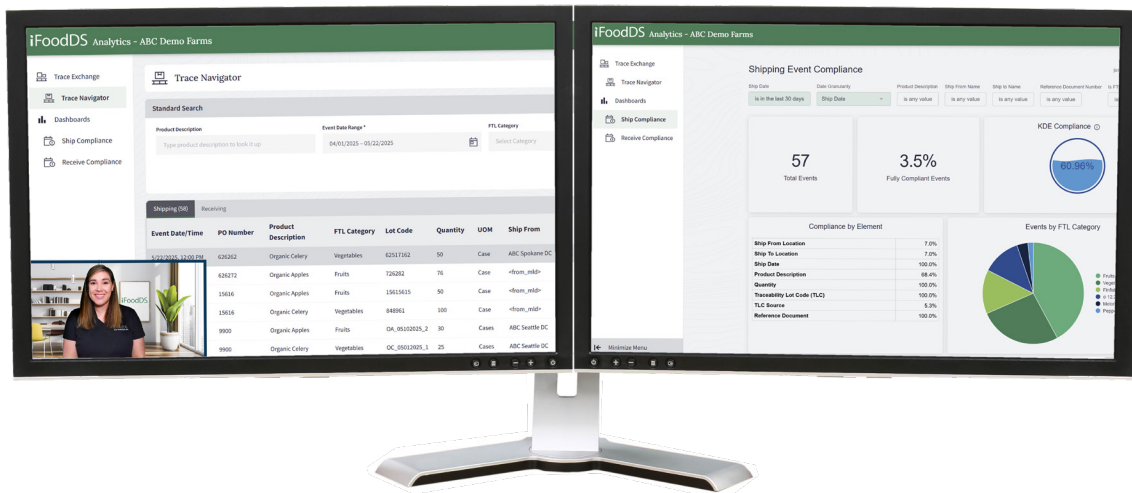 iFoodDS Analytics - ABC Demo Farms
Trace Exchange
Trace Navigator
Dashboards
Ship Compliance
Receive Compliance
Trace Navigator
Standard Search
Product Description
Event Date Range *
FTL Category
Type product description to look it up
04/01/2025 - 05/22/2025
Select Category
Shipping (58) Receiving
Event Date/Time PO Number Product Description FTL Category Lot Code Quantity UOM Ship From
5/22/2025, 12:00 PM 626262 Organic Celery Vegetables 62517162 50 Case ABC Spokane DC
626272 Organic Apples Fruits 726282 76 Case <from_mld>
15616 Organic Apples Fruits 15615615 50 Case <from_mld>
15616 Organic Celery Vegetables 848961 100 Case <from_mld>
9900 Organic Apples Fruits OA_05102025_2 30 Cases ABC Seattle DC
9900 Organic Celery Vegetables OC_05012025_1 25 Cases ABC Seattle DC
iFoodDS
iFoodDS Analytics - ABC Demo Farms
Trace Exchange
Trace Navigator
Dashboards
Ship Compliance
Receive Compliance
Minimize Menu
Shipping Event Compliance
Ship Date Date Granularity Product Description Ship From Name Ship to Name Reference Document Number
is in the last 30 days Ship Date is any value is any value is any value is any value
57
Total Events
3.5%
Fully Compliant Events
KDE Compliance
60.96%
Compliance by Element
Ship From Location 7.0%
Ship To Location 7.0%
Ship Date 100.0%
Product Description 68.4%
Quantity 100.0%
Traceability Lot Code (TLC) 100.0%
TLC Source 5.3%
Reference Document 100.0%
Events by FTL Category
Fruits